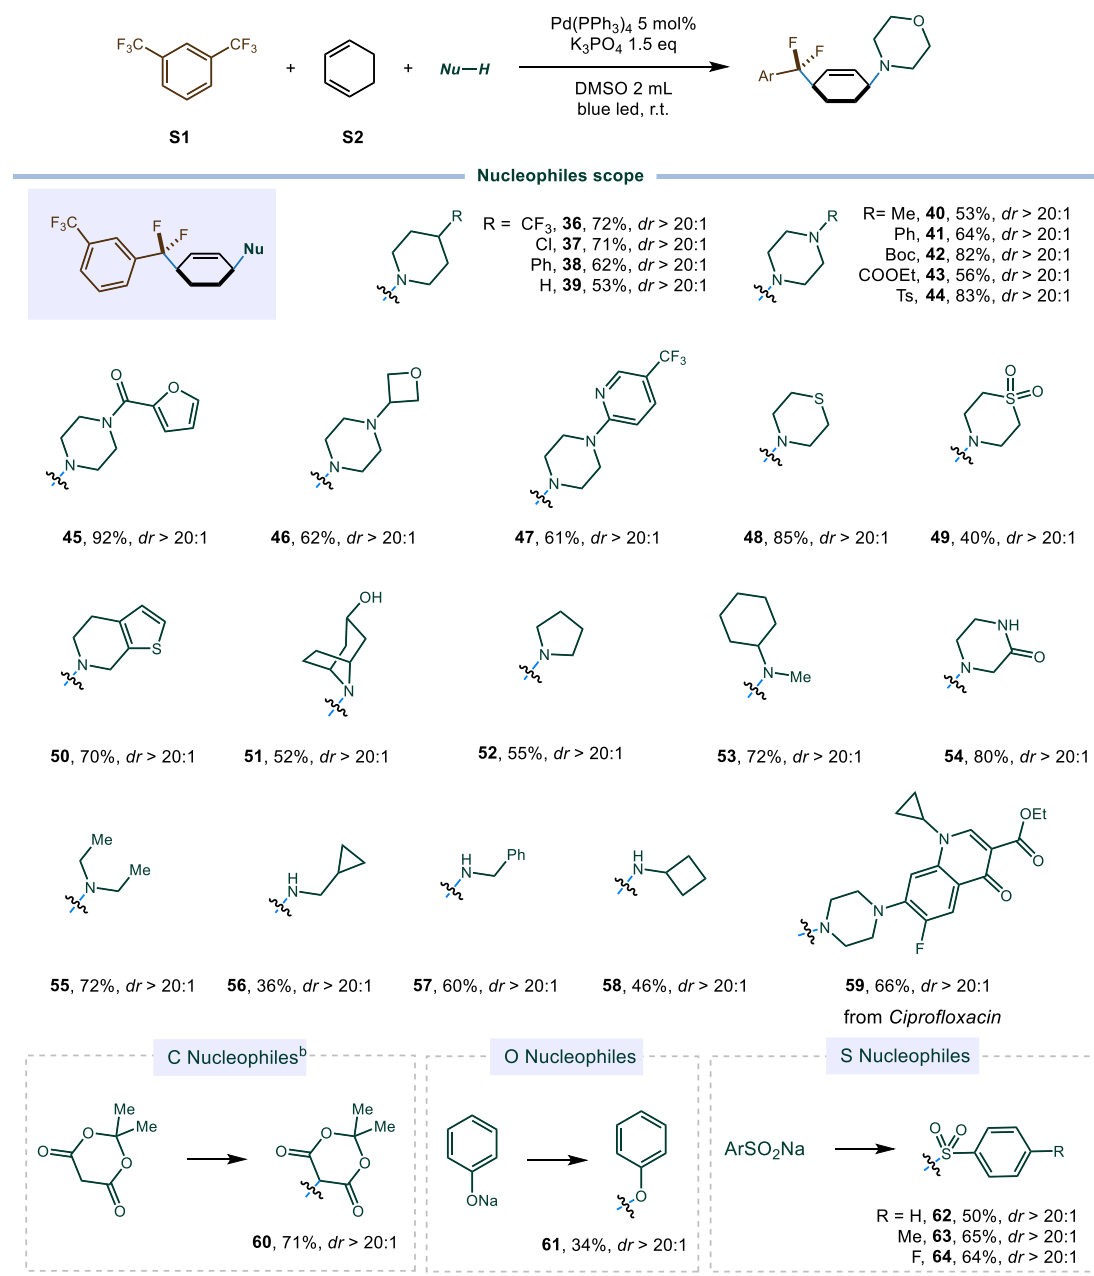 F₃C CF₃
S1
+
S2
+
Nu—H
Pd(PPh₃)₄ 5 mol%
K₃PO₄ 1.5 eq
DMSO 2 mL
blue led, r.t.
F F Ar N O
Nucleophiles scope
F₃C F F Nu
R N
R = CF₃, 36, 72%, dr > 20:1
Cl, 37, 71%, dr > 20:1
Ph, 38, 62%, dr > 20:1
H, 39, 53%, dr > 20:1
R N N
R= Me, 40, 53%, dr > 20:1
Ph, 41, 64%, dr > 20:1
Boc, 42, 82%, dr > 20:1
COOEt, 43, 56%, dr > 20:1
Ts, 44, 83%, dr > 20:1
O O N N
O N N
CF₃ N N N
S N
O O S N
45, 92%, dr > 20:1
46, 62%, dr > 20:1
47, 61%, dr > 20:1
48, 85%, dr > 20:1
49, 40%, dr > 20:1
S N
OH N
N
N Me
NH O N
50, 70%, dr > 20:1
51, 52%, dr > 20:1
52, 55%, dr > 20:1
53, 72%, dr > 20:1
54, 80%, dr > 20:1
Me Me N
H N
H N Ph
H N
N OEt O O N N F
55, 72%, dr > 20:1
56, 36%, dr > 20:1
57, 60%, dr > 20:1
58, 46%, dr > 20:1
59, 66%, dr > 20:1
from Ciprofloxacin
C Nucleophilesᵇ
O O O O Me Me
O O O O Me Me
60, 71%, dr > 20:1
O Nucleophiles
ONa
O
61, 34%, dr > 20:1
S Nucleophiles
ArSO₂Na
O O S R
R = H, 62, 50%, dr > 20:1
Me, 63, 65%, dr > 20:1
F, 64, 64%, dr > 20:1